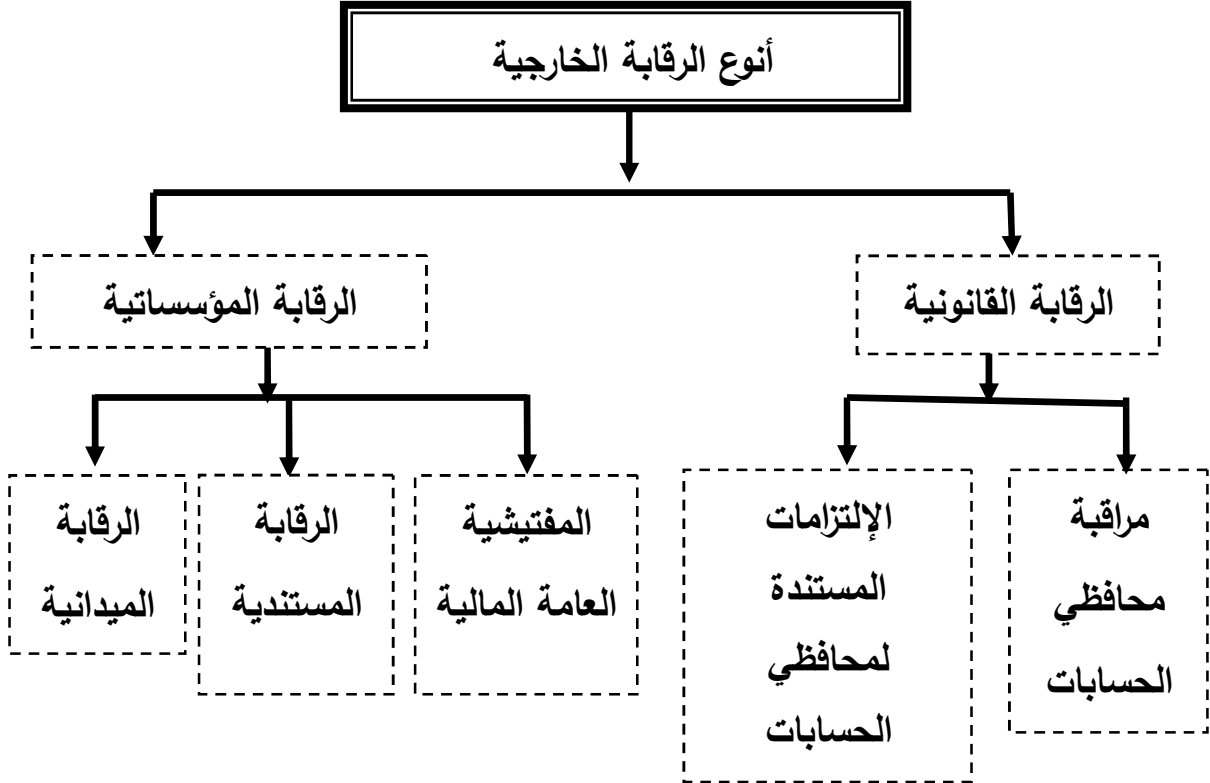 أنوع الرقابة الخارجية
الرقابة القانونية
الرقابة المؤسساتية
مراقبة
محافظي
الحسابات
الإلتزامات
المستندة
لمحافظي
الحسابات
المفتيشية
العامة المالية
الرقابة
المستندية
الرقابة
الميدانية